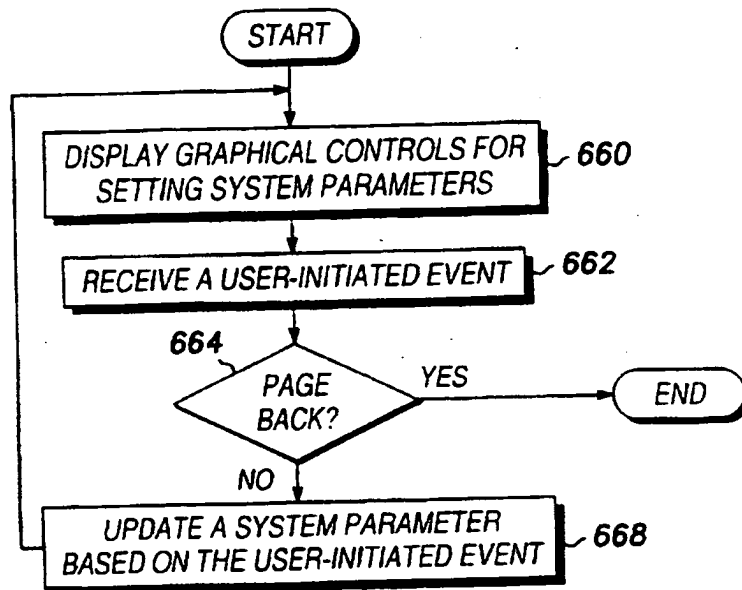 START
DISPLAY GRAPHICAL CONTROLS FOR
SETTING SYSTEM PARAMETERS
660
RECEIVE A USER-INITIATED EVENT
662
664
PAGE
BACK?
YES
END
NO
UPDATE A SYSTEM PARAMETER
BASED ON THE USER-INITIATED EVENT
668